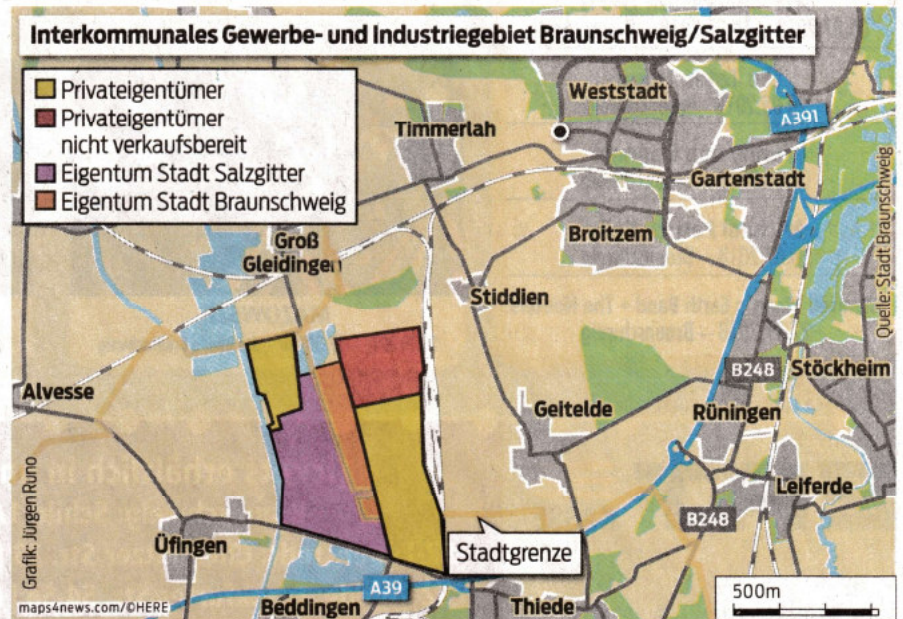 Interkommunales Gewerbe- und Industriegebiet Braunschweig/Salzgitter
Privateigentümer
Privateigentümer
nicht verkaufsbereit
Eigentum Stadt Salzgitter
Eigentum Stadt Braunschweig
Weststadt
A391
Timmerlah
Gartenstadt
Groß
Gleidingen
Broitzem
Stiddien
Quelle: Stadt Braunschweig
B248
Stöckheim
Alvesse
Geitelde
Rüningen
Leiferde
B248
Grafik: Jürgen Runo
Üfingen
Stadtgrenze
A39
500m
maps4news.com/©HERE
Beddingen
Thiede